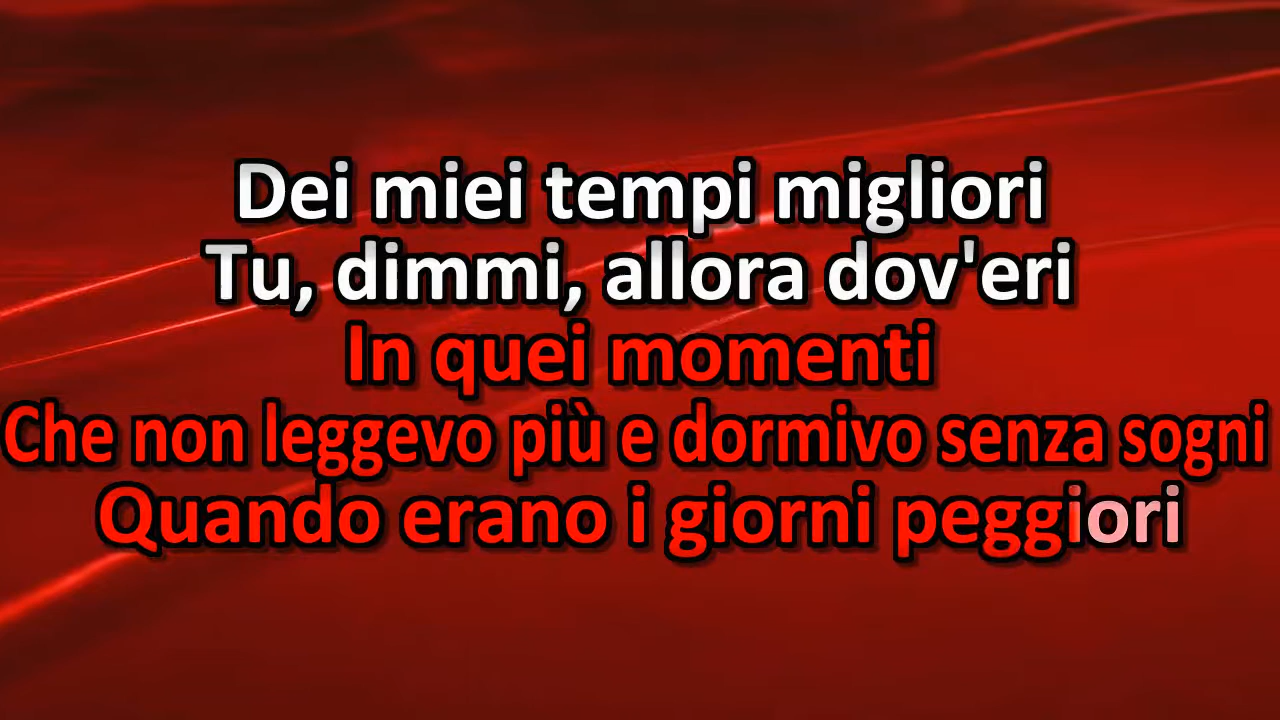 Dei miei tempi migliori
Tu, dimmi, allora dov'eri
In quei momenti
Che non leggevo più e dormivo senza sogni
Quando erano i giorni peggiori